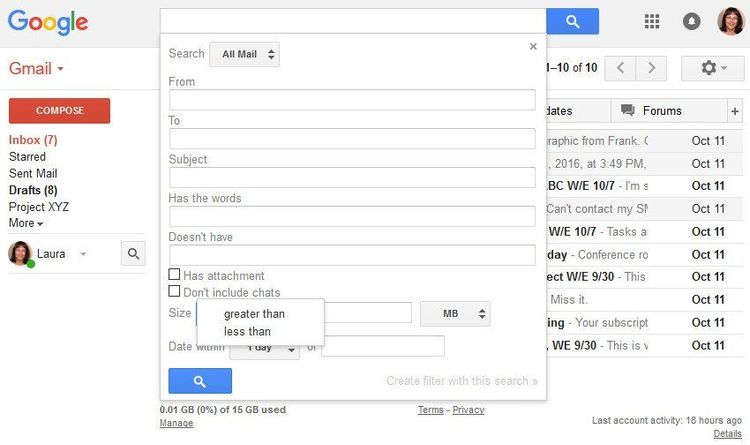 Google
Search All Mail ×
Gmail
1–10 of 10
From
COMPOSE
dates Forums +
To
Inbox (7)
Starred
Sent Mail
Drafts (8)
Project XYZ
More
Subject
Has the words
Doesn't have
Laura
Has attachment
Don't include chats
Size greater than
less than
MB
Date within 1 day of
Create filter with this search »
graphic from Frank. Oct 11
, 2016, at 3:49 PM, Oct 11
BC W/E 10/7 - I'm s Oct 11
Can't contact my SM Oct 11
W/E 10/7 - Tasks a Oct 11
day - Conference ro Oct 11
ect W/E 9/30 - This Oct 11
Miss it. Oct 11
ing - Your subscript Oct 11
, WE 9/30 - This is v Oct 11
0.01 GB (0%) of 15 GB used
Manage
Terms - Privacy
Last account activity: 18 hours ago
Details